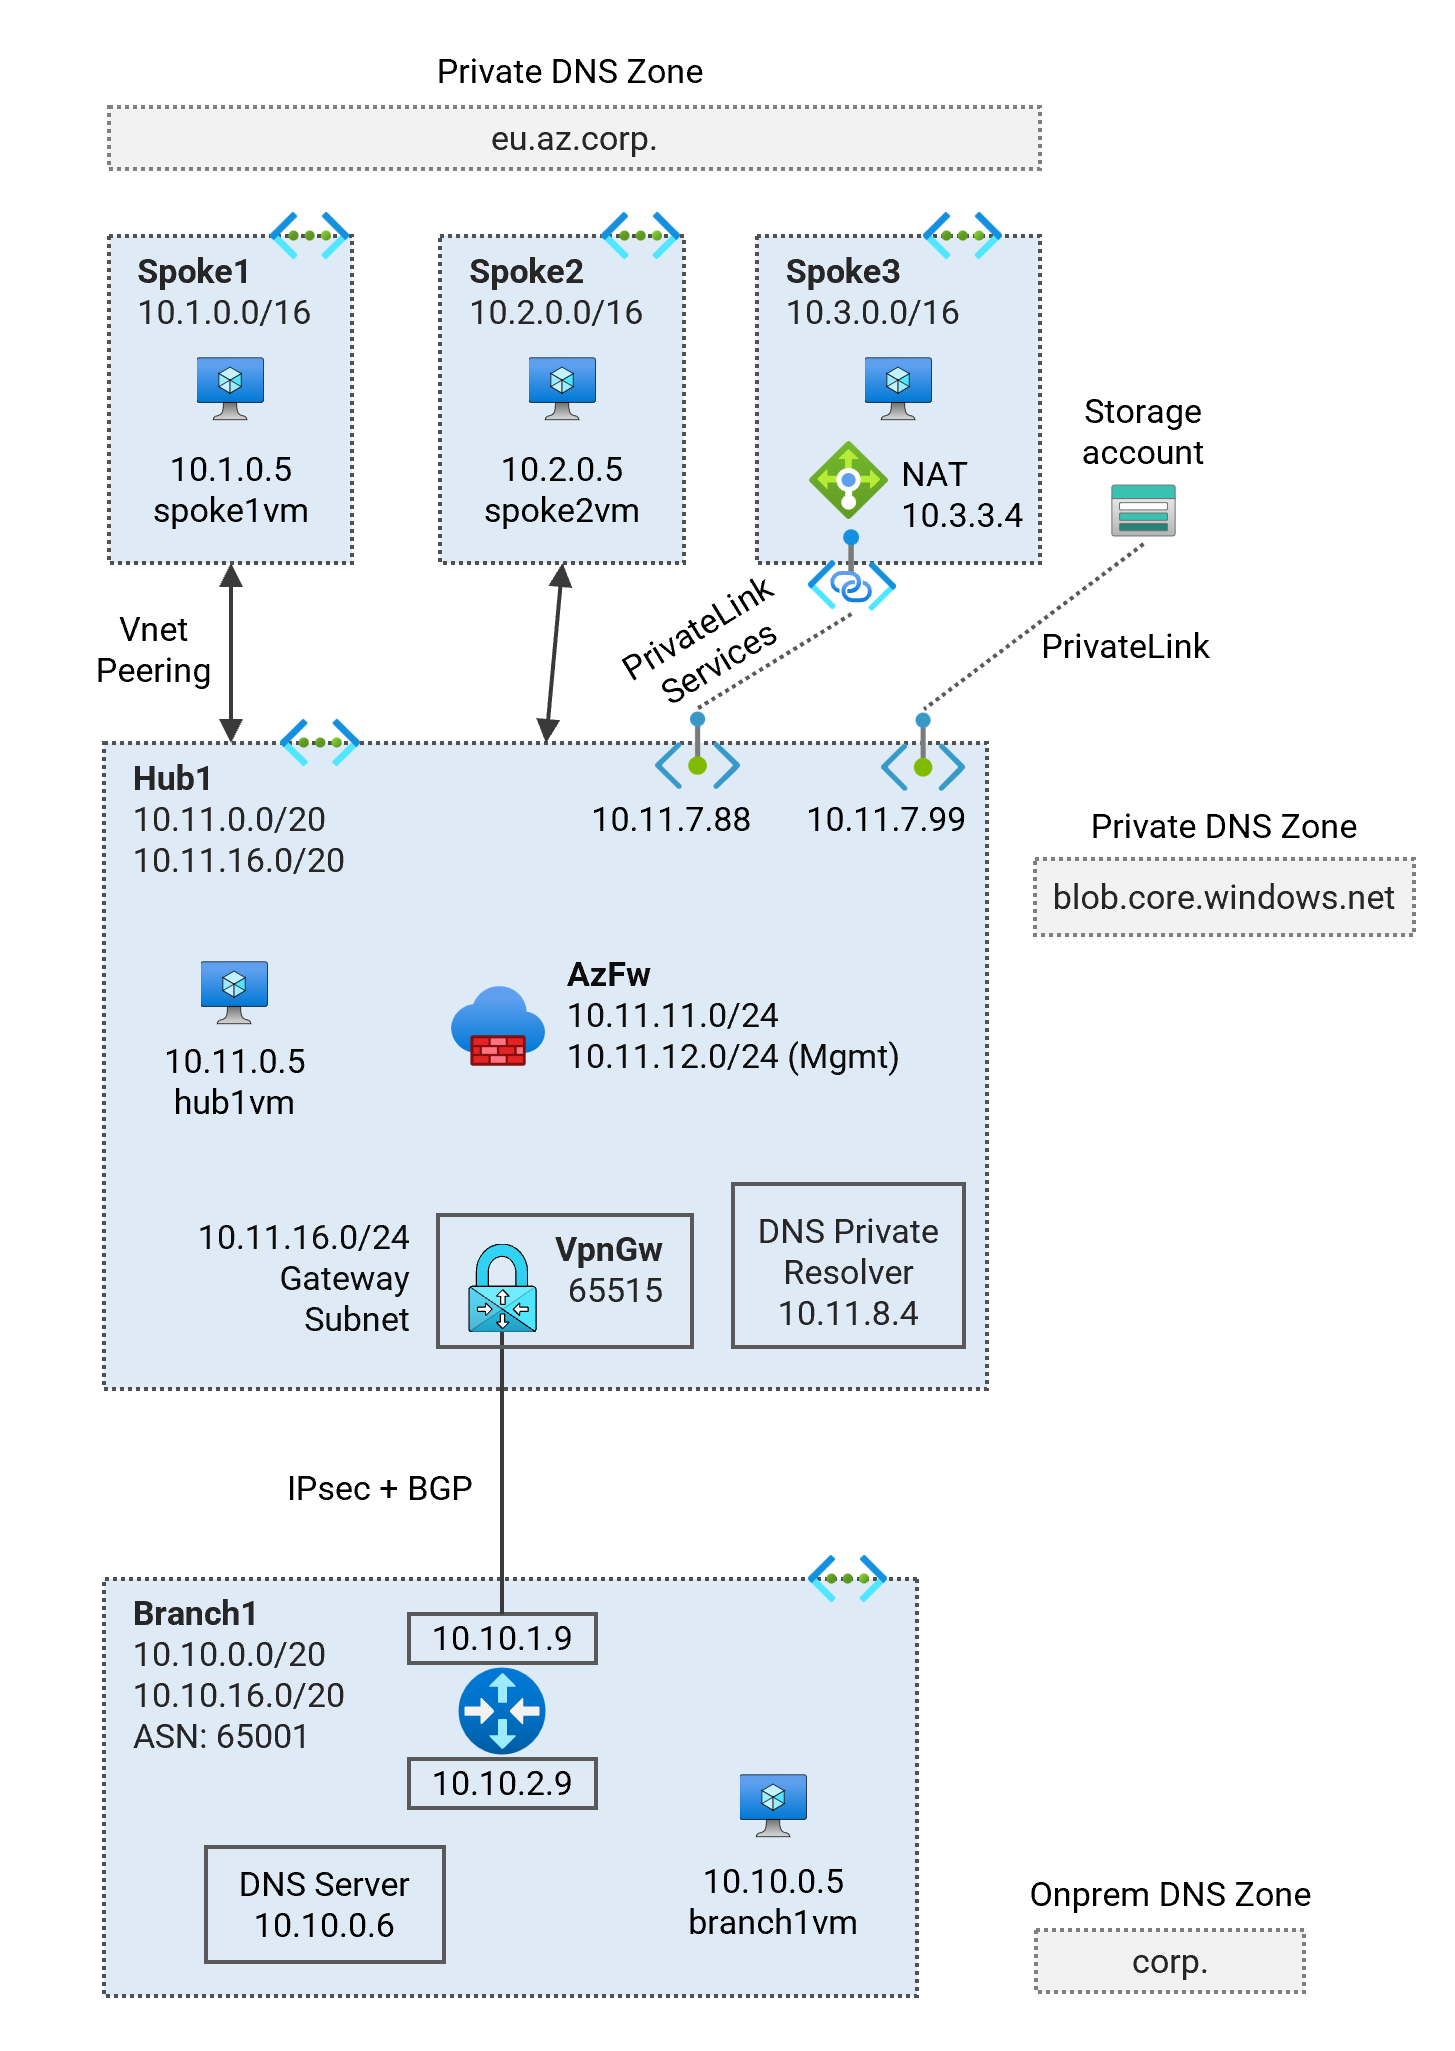 Private DNS Zone
eu.az.corp.
Spoke1
10.1.0.0/16
10.1.0.5
spoke1vm
Spoke2
10.2.0.0/16
10.2.0.5
spoke2vm
Spoke3
10.3.0.0/16
NAT
10.3.3.4
Storage
account
Vnet
Peering
PrivateLink
Services
PrivateLink
Hub1
10.11.0.0/20
10.11.16.0/20
10.11.7.88
10.11.7.99
Private DNS Zone
blob.core.windows.net
10.11.0.5
hub1vm
AzFw
10.11.11.0/24
10.11.12.0/24 (Mgmt)
10.11.16.0/24
Gateway
Subnet
VpnGw
65515
DNS Private
Resolver
10.11.8.4
IPsec + BGP
Branch1
10.10.0.0/20
10.10.16.0/20
ASN: 65001
10.10.1.9
10.10.2.9
DNS Server
10.10.0.6
10.10.0.5
branch1vm
Onprem DNS Zone
corp.